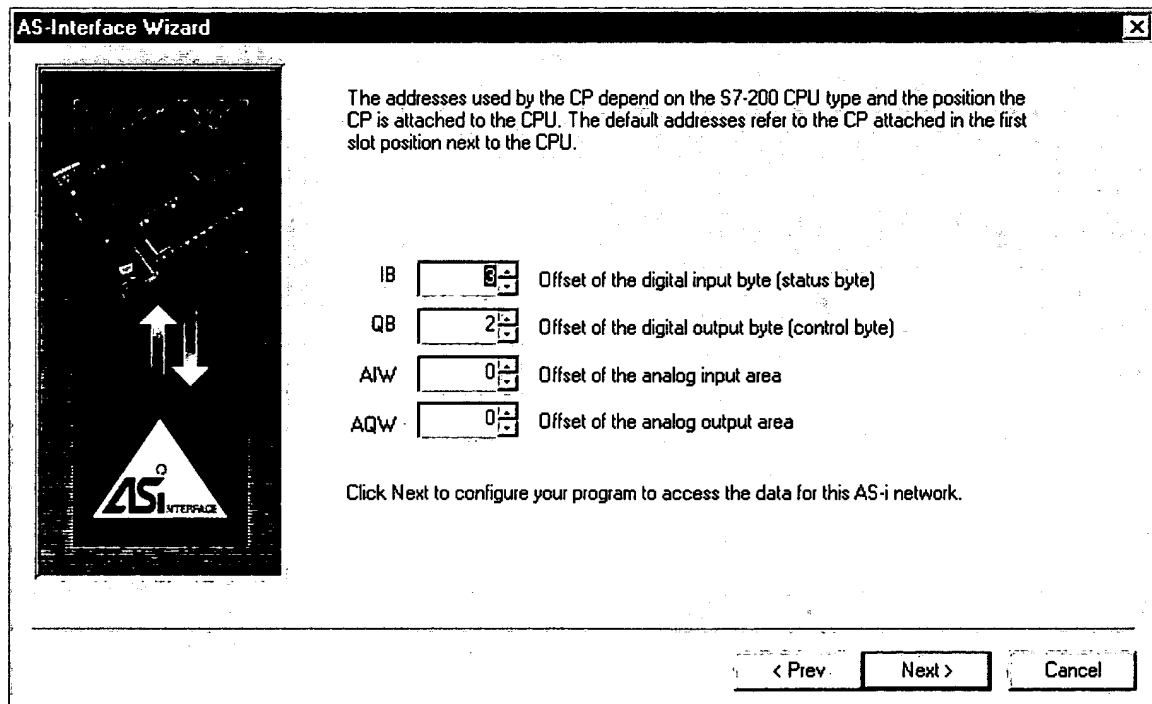 AS-Interface Wizard
The addresses used by the CP depend on the S7-200 CPU type and the position the
CP is attached to the CPU. The default addresses refer to the CP attached in the first
slot position next to the CPU.
IB 3 Offset of the digital input byte (status byte)
QB 2 Offset of the digital output byte (control byte)
AIW 0 Offset of the analog input area
AQW 0 Offset of the analog output area
ASi INTERFACE
Click Next to configure your program to access the data for this AS-i network.
< Prev Next > Cancel